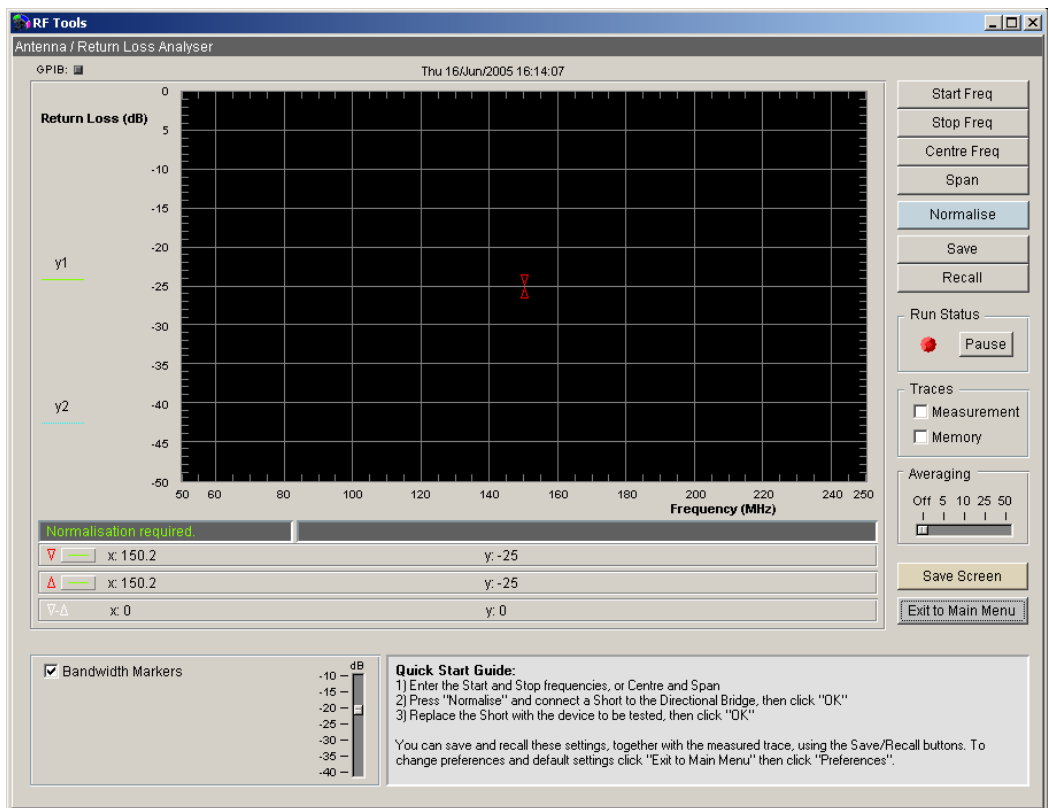 RF Tools
Antenna / Return Loss Analyser
GPIB:
Thu 16/Jun/2005 16:14:07
Return Loss (dB)
0
5
-10
-15
-20
-25
-30
-35
-40
-45
-50
y1
y2
50 60 80 100 120 140 160 180 200 220 240 250
Frequency (MHz)
Normalisation required.
x: 150.2 y: -25
x: 150.2 y: -25
∇-Δ x: 0 y: 0
Start Freq
Stop Freq
Centre Freq
Span
Normalise
Save
Recall
Run Status
Pause
Traces
Measurement
Memory
Averaging
Off 5 10 25 50
Save Screen
Exit to Main Menu
Bandwidth Markers
dB
-10
-15
-20
-25
-30
-35
-40
Quick Start Guide:
1) Enter the Start and Stop frequencies, or Centre and Span
2) Press "Normalise" and connect a Short to the Directional Bridge, then click "OK"
3) Replace the Short with the device to be tested, then click "OK"
You can save and recall these settings, together with the measured trace, using the Save/Recall buttons. To
change preferences and default settings click "Exit to Main Menu" then click "Preferences".